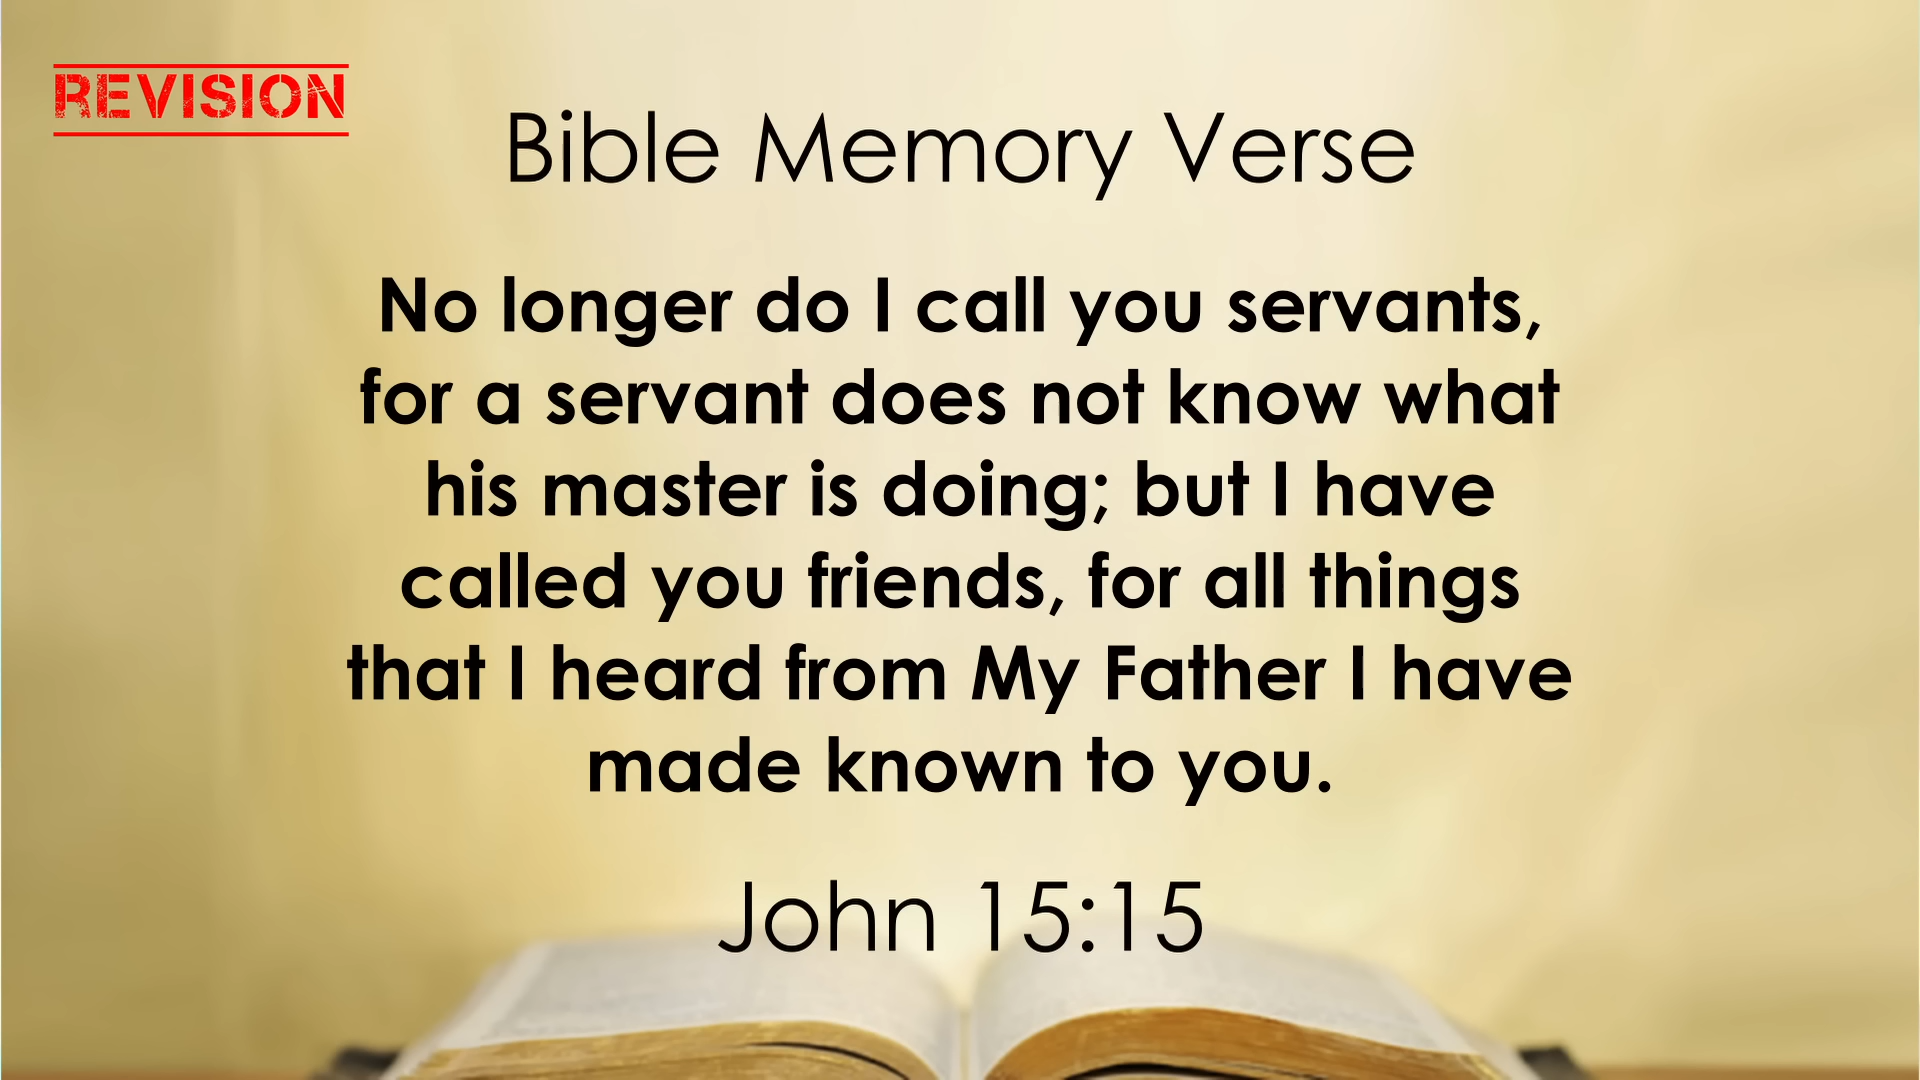 REVISION
Bible Memory Verse
No longer do I call you servants,
for a servant does not know what
his master is doing; but I have
called you friends, for all things
that I heard from My Father I have
made known to you.
John 15:15